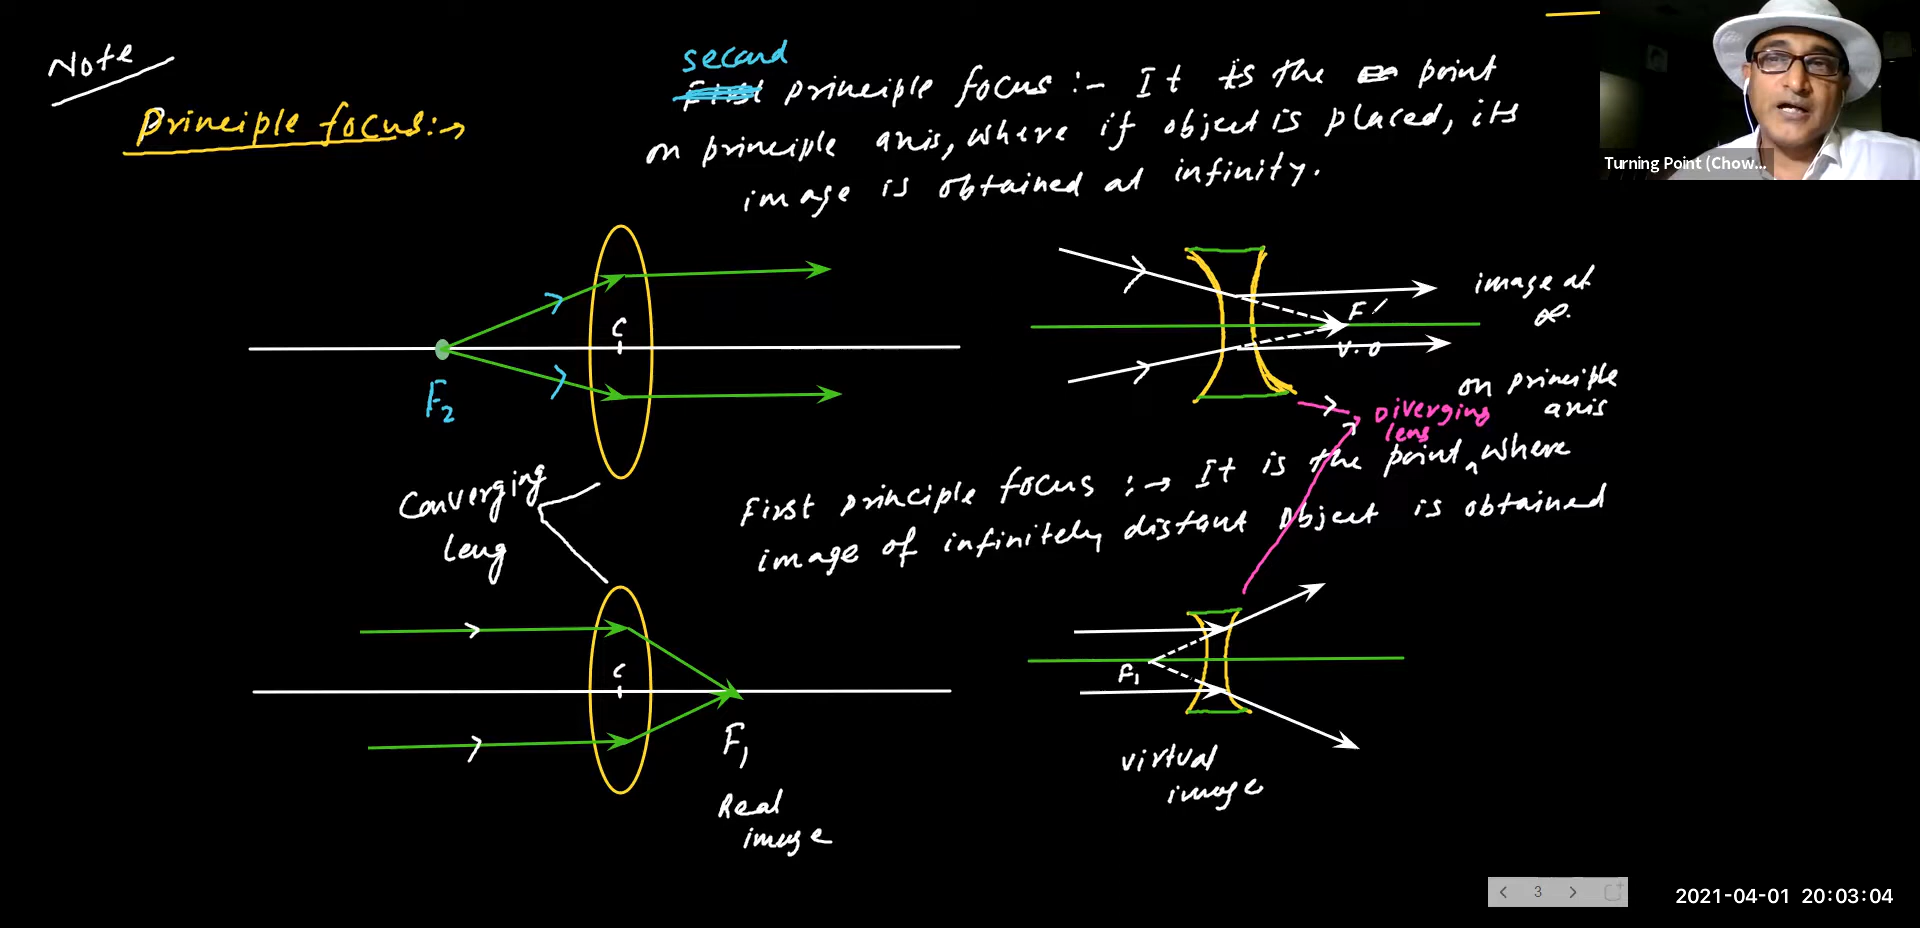 Note
Principle focus:→
second
First principle focus :- It is the point
on principle axis, where if object is placed, its
image is obtained at infinity.
C
F₂
F'
V.O
image at
∞.
Converging
leng
on principle
axis
Diverging
lens
First principle focus :→ It is the point ^ where
image of infinitely distant object is obtained
C
F₁
Real
image
F₁
virtual
image
Turning Point (Chow...
3
2021-04-01 20:03:04